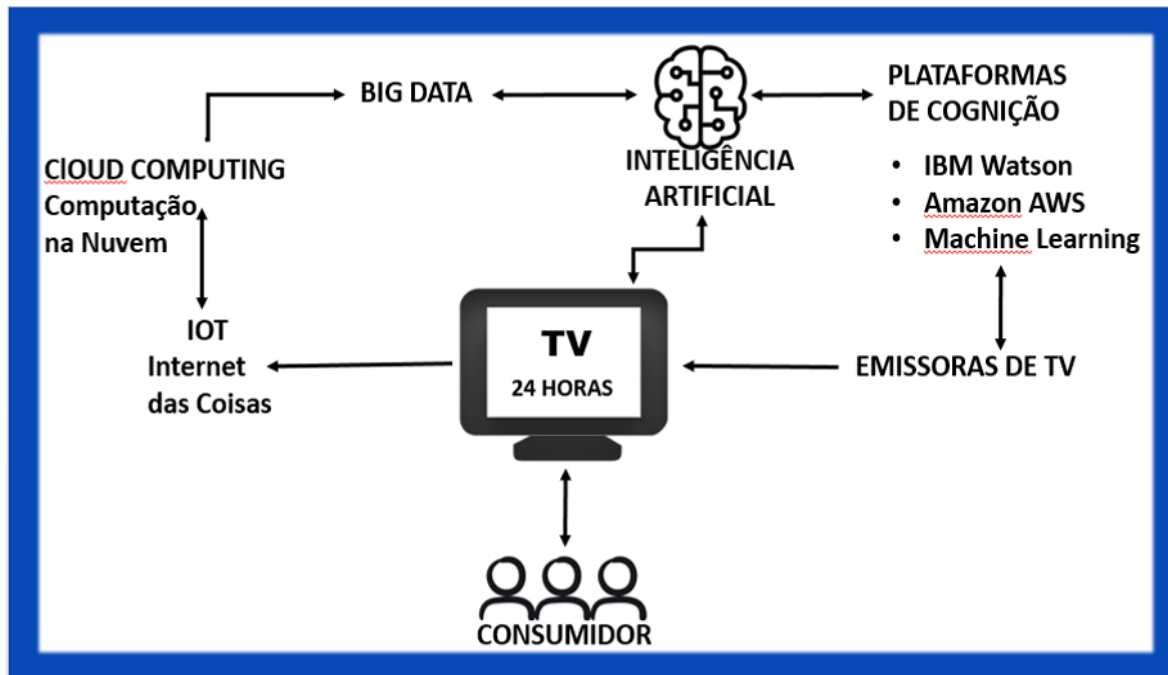 BIG DATA
PLATAFORMAS
DE COGNIÇÃO
INTELIGÊNCIA
ARTIFICIAL
ClOUD COMPUTING
Computação
na Nuvem
• IBM Watson
• Amazon AWS
• Machine Learning
IOT
Internet
das Coisas
TV
24 HORAS
EMISSORAS DE TV
CONSUMIDOR